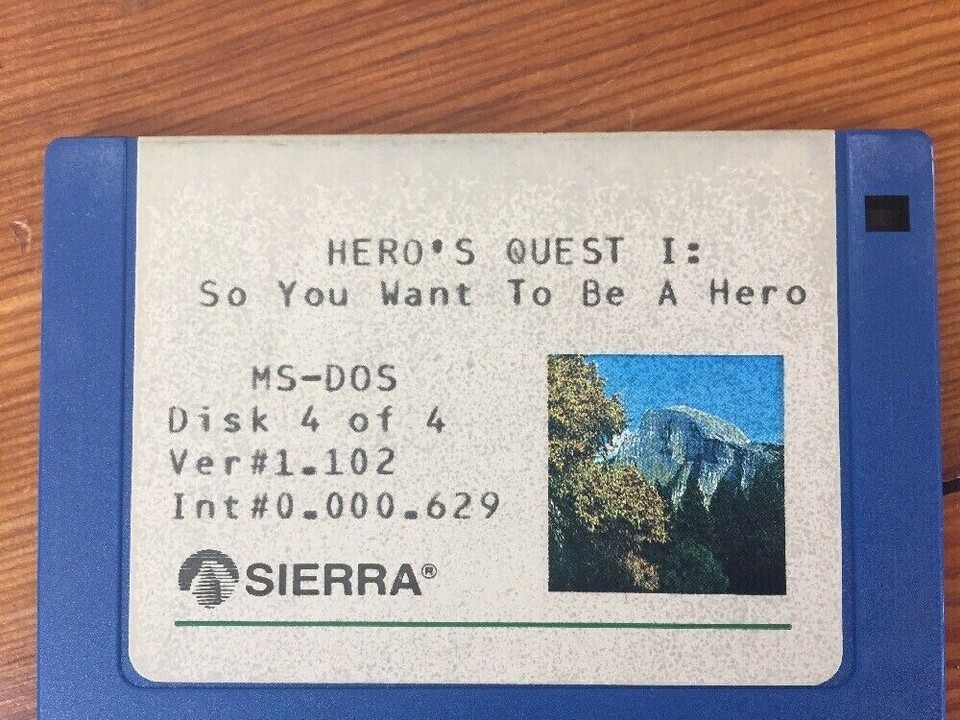 HERO'S QUEST I:
So You Want To Be A Hero
MS-DOS
Disk 4 of 4
Ver#1.102
Int#0.000.629
SIERRA®